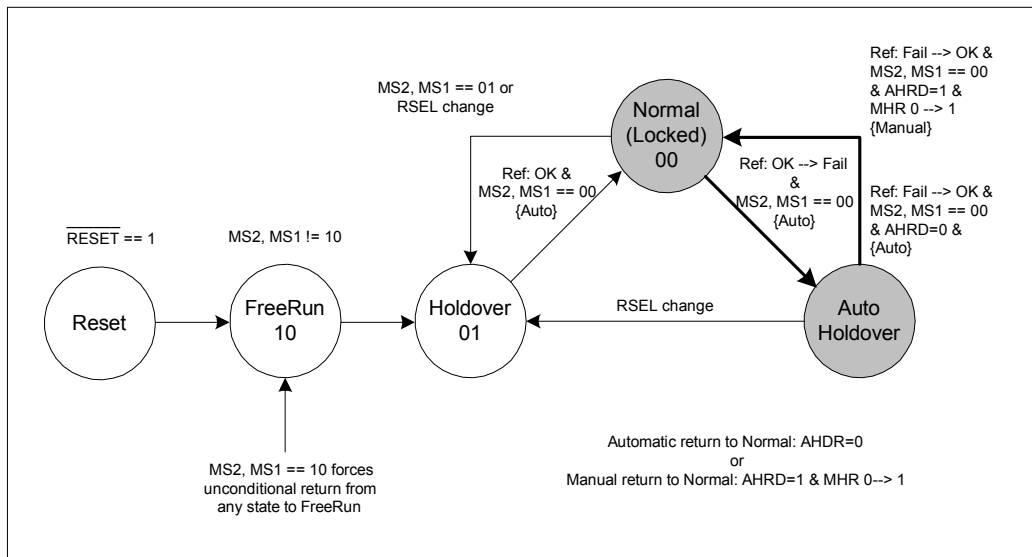 Ref: Fail --> OK &
MS2, MS1 == 00
& AHRD=1 &
MHR 0 --> 1
{Manual}
MS2, MS1 == 01 or
RSEL change
Normal
(Locked)
00
Ref: OK &
MS2, MS1 == 00
{Auto}
Ref: OK --> Fail
&
MS2, MS1 == 00
{Auto}
Ref: Fail --> OK &
MS2, MS1 == 00
& AHRD=0 &
{Auto}
RESET == 1
MS2, MS1 != 10
Reset
FreeRun
10
Holdover
01
RSEL change
Auto
Holdover
MS2, MS1 == 10 forces
unconditional return from
any state to FreeRun
Automatic return to Normal: AHDR=0
or
Manual return to Normal: AHRD=1 & MHR 0--> 1